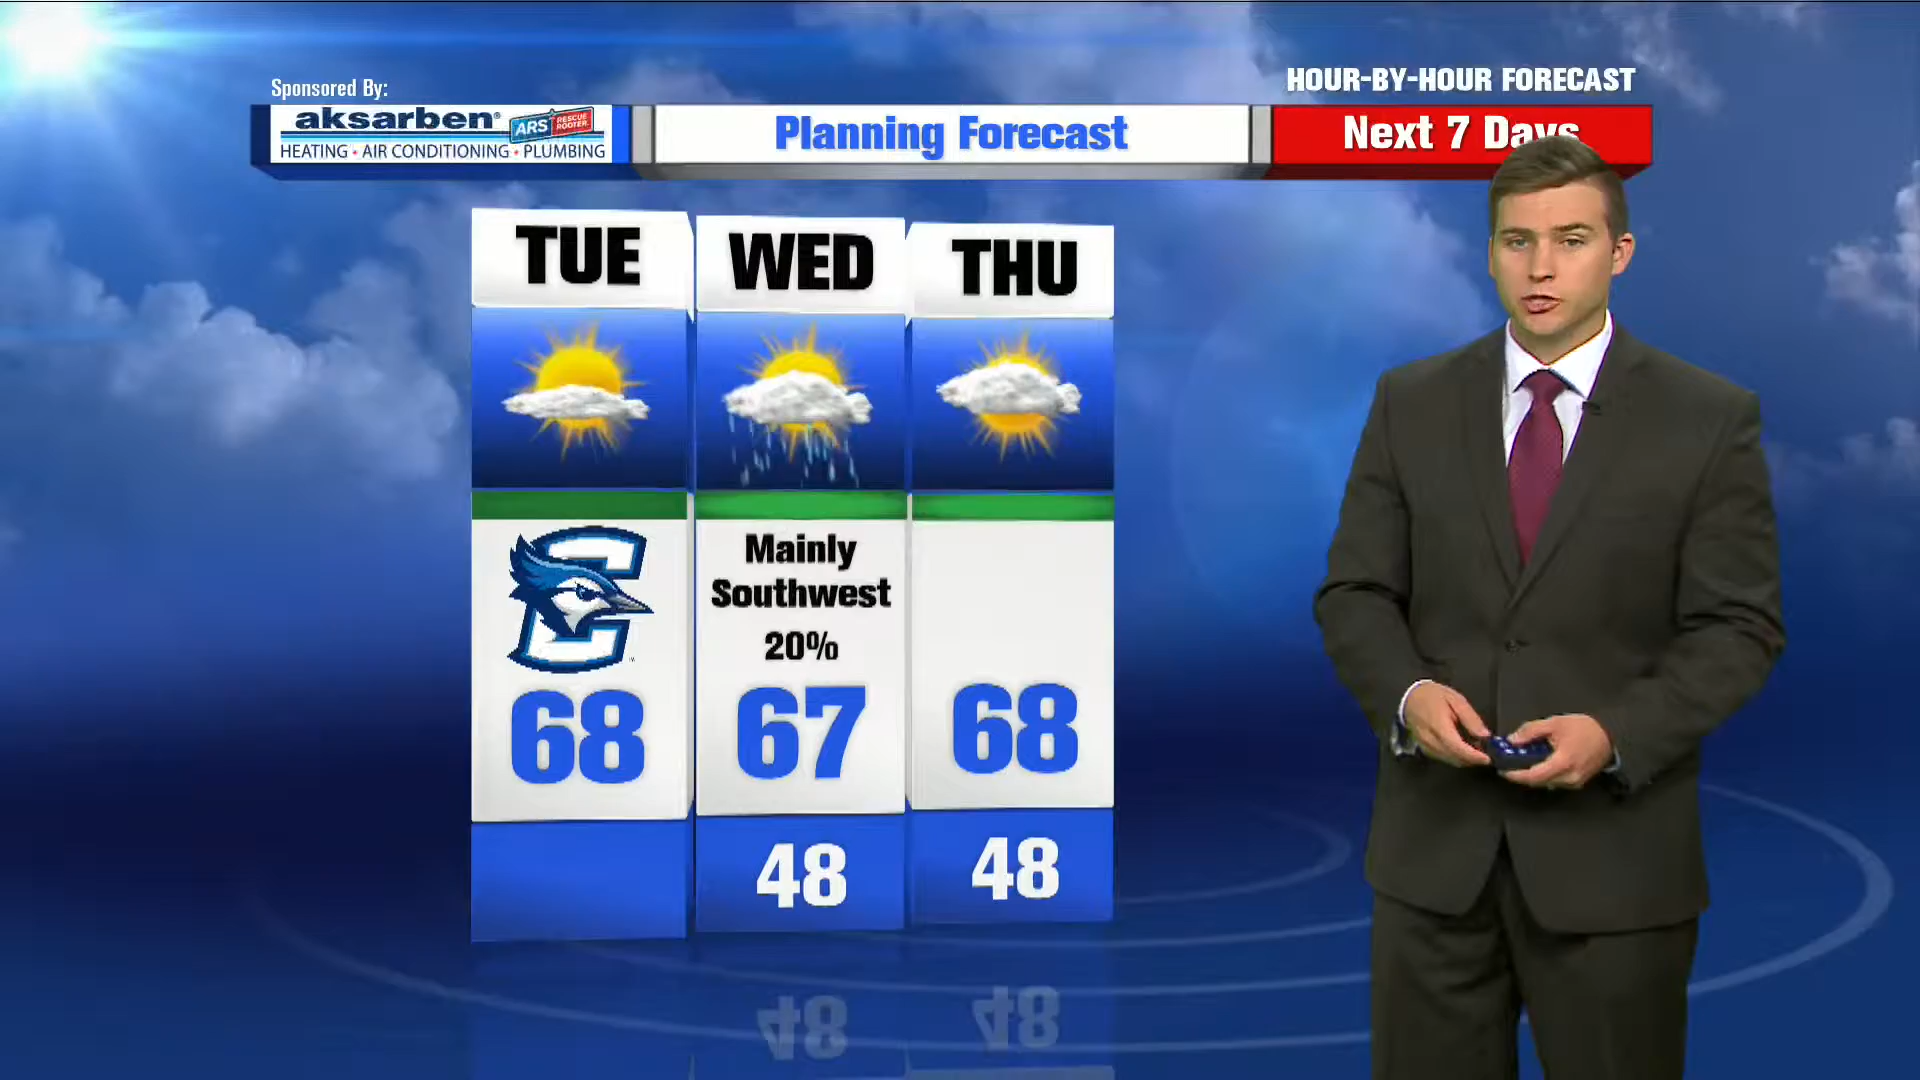 Sponsored By:
aksarben®
ARS RESCUE ROOTER
HEATING • AIR CONDITIONING • PLUMBING
Planning Forecast
HOUR-BY-HOUR FORECAST
Next 7 Days
TUE
WED
THU
Mainly
Southwest
20%
68
67
68
48
48